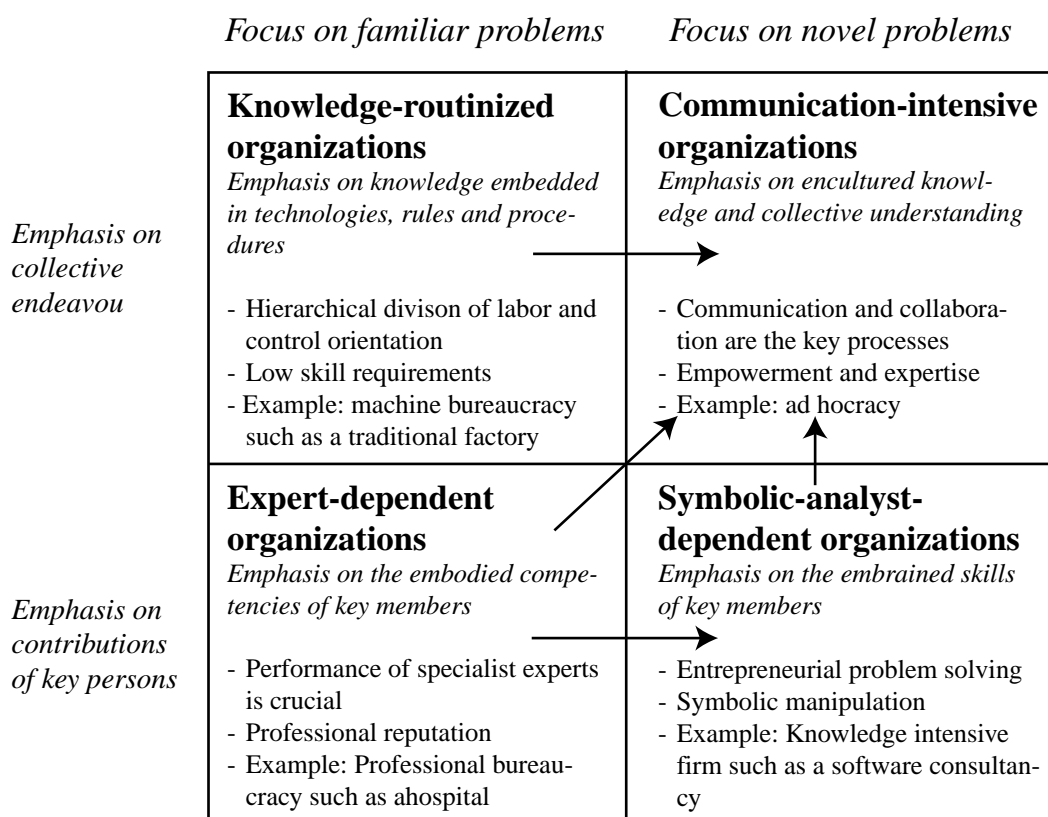 Focus on familiar problems
Focus on novel problems
Emphasis on
collective
endeavou
Knowledge-routinized
organizations
Emphasis on knowledge embedded
in technologies, rules and proce-
dures
- Hierarchical divison of labor and
control orientation
- Low skill requirements
- Example: machine bureaucracy
such as a traditional factory
Communication-intensive
organizations
Emphasis on encultured knowl-
edge and collective understanding
- Communication and collabora-
tion are the key processes
- Empowerment and expertise
- Example: ad hocracy
Emphasis on
contributions
of key persons
Expert-dependent
organizations
Emphasis on the embodied compe-
tencies of key members
- Performance of specialist experts
is crucial
- Professional reputation
- Example: Professional bureau-
cracy such as ahospital
Symbolic-analyst-
dependent organizations
Emphasis on the embrained skills
of key members
- Entrepreneurial problem solving
- Symbolic manipulation
- Example: Knowledge intensive
firm such as a software consultan-
cy